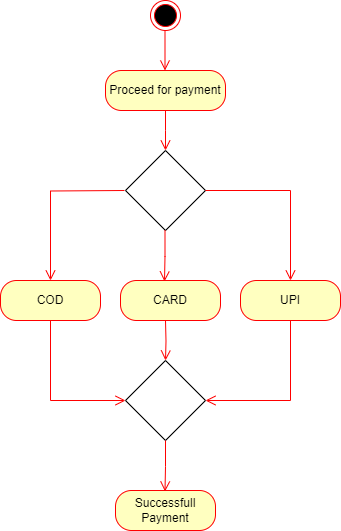 Proceed for payment
COD
CARD
UPI
Successfull
Payment